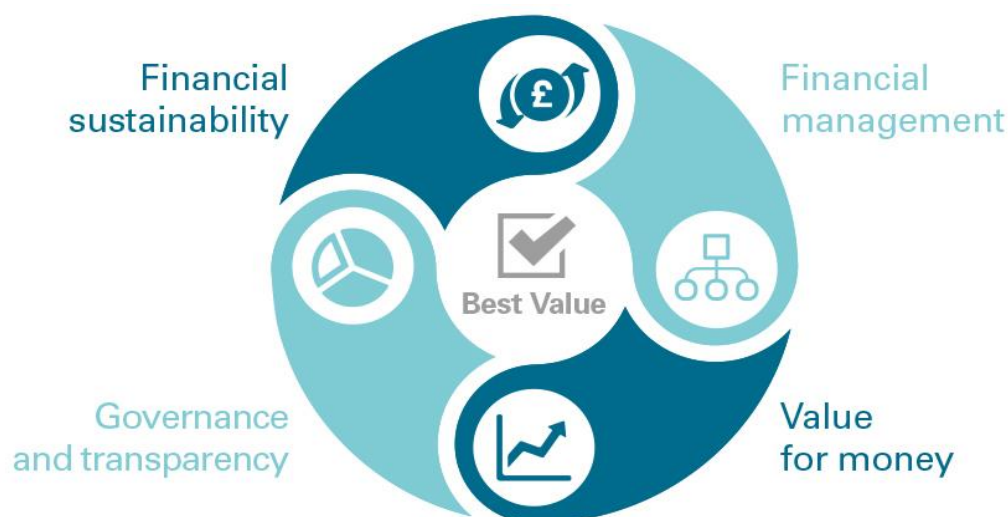 Financial
sustainability
Financial
management
£
Best Value
Governance
and transparency
Value
for money